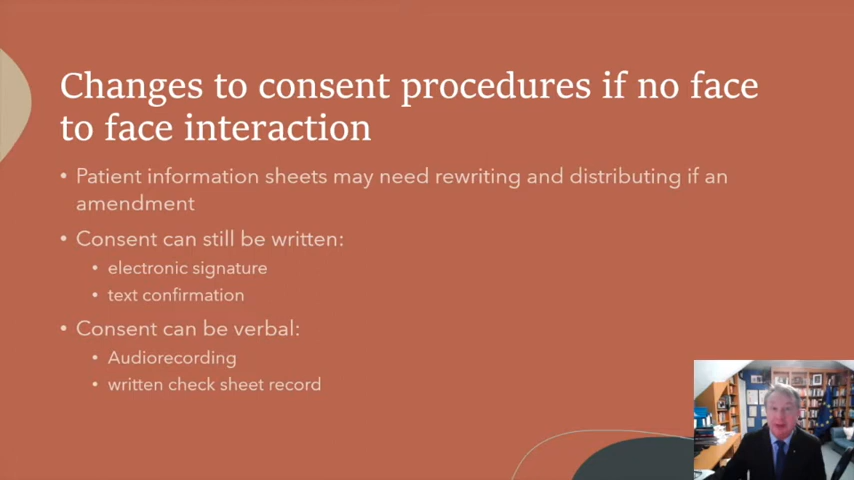 Changes to consent procedures if no face
to face interaction
• Patient information sheets may need rewriting and distributing if an
amendment
• Consent can still be written:
• electronic signature
• text confirmation
• Consent can be verbal:
• Audiorecording
• written check sheet record